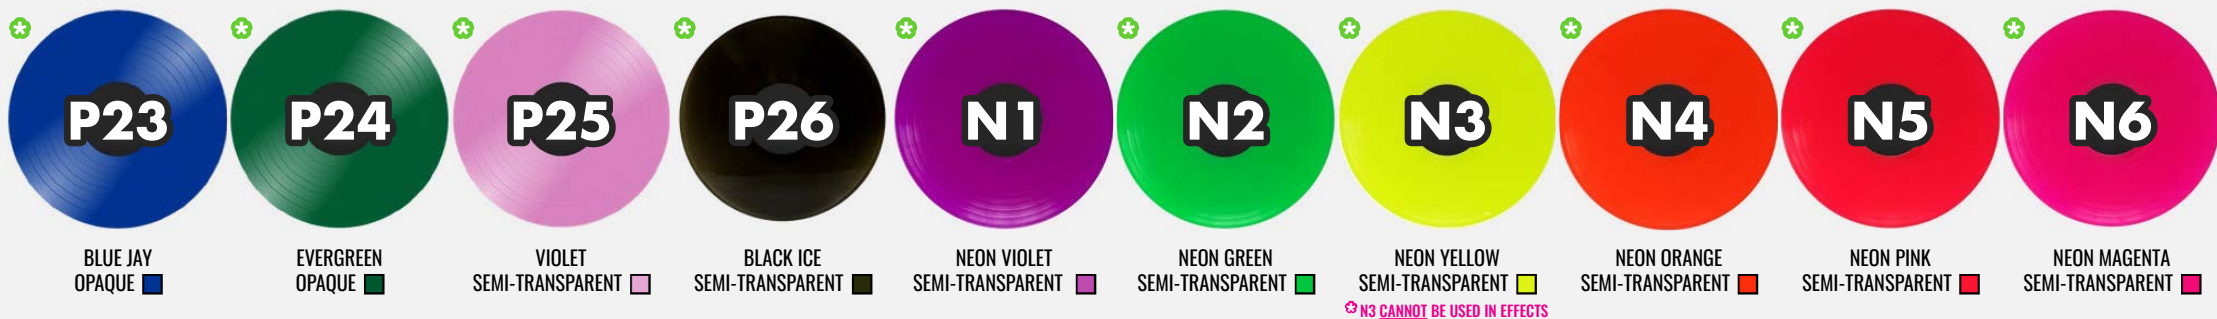 P23
P24
P25
P26
N1
N2
N3
N4
N5
N6
BLUE JAY
OPAQUE
EVERGREEN
OPAQUE
VIOLET
SEMI-TRANSPARENT
BLACK ICE
SEMI-TRANSPARENT
NEON VIOLET
SEMI-TRANSPARENT
NEON GREEN
SEMI-TRANSPARENT
NEON YELLOW
SEMI-TRANSPARENT
* N3 CANNOT BE USED IN EFFECTS
NEON ORANGE
SEMI-TRANSPARENT
NEON PINK
SEMI-TRANSPARENT
NEON MAGENTA
SEMI-TRANSPARENT